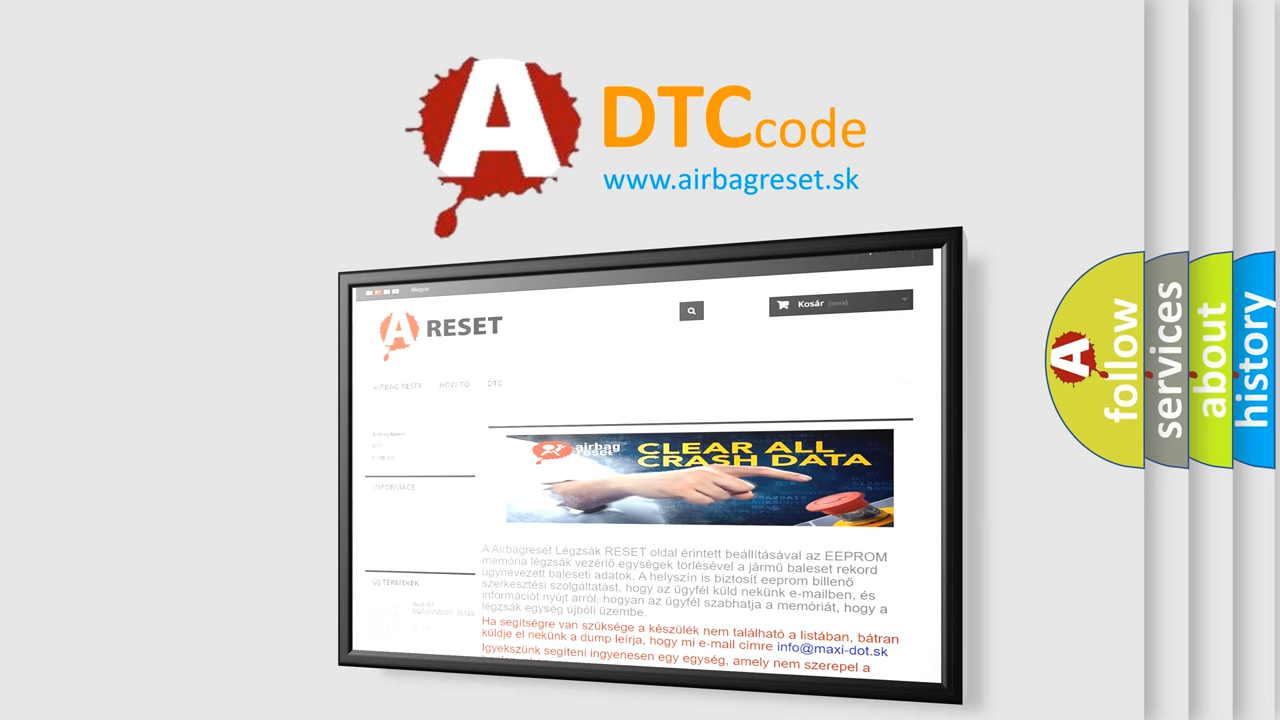 A DTC code
www.airbagreset.sk
Magyar
Kosár (üres)
A RESET
AIRBAG RESET HOW TO DTC
INFORMACE
airbag
reset
CLEAR ALL
CRASH DATA
A Airbagreset Légzsák RESET oldal érintett beállításával az EEPROM
memória légzsák vezérlő egységek törlésével a jármű baleset rekord
úgynevezett baleseti adatok. A helyszín is biztosít eeprom billenő
szerkesztési szolgáltatást, hogy az ügyfél küld nekünk e-mailben, és
információt nyújt arról, hogyan az ügyfél szabhatja a memóriát, hogy a
légzsák egység újbóli üzembe.
Ha segítségre van szüksége a készülék nem található a listában, bátran
küldje el nekünk a dump leírja, hogy mi e-mail címre info@maxi-dot.sk
Igyekszünk segíteni ingyenesen egy egység, amely nem szerepel a
ÚJ TERMÉKEK
A follow
services
about
history